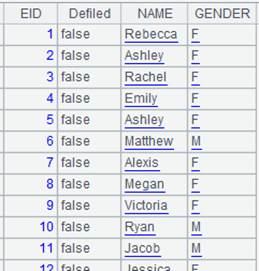 EID Defiled NAME GENDER
1 false Rebecca F
2 false Ashley F
3 false Rachel F
4 false Emily F
5 false Ashley F
6 false Matthew M
7 false Alexis F
8 false Megan F
9 false Victoria F
10 false Ryan M
11 false Jacob M
12 false Jessica F